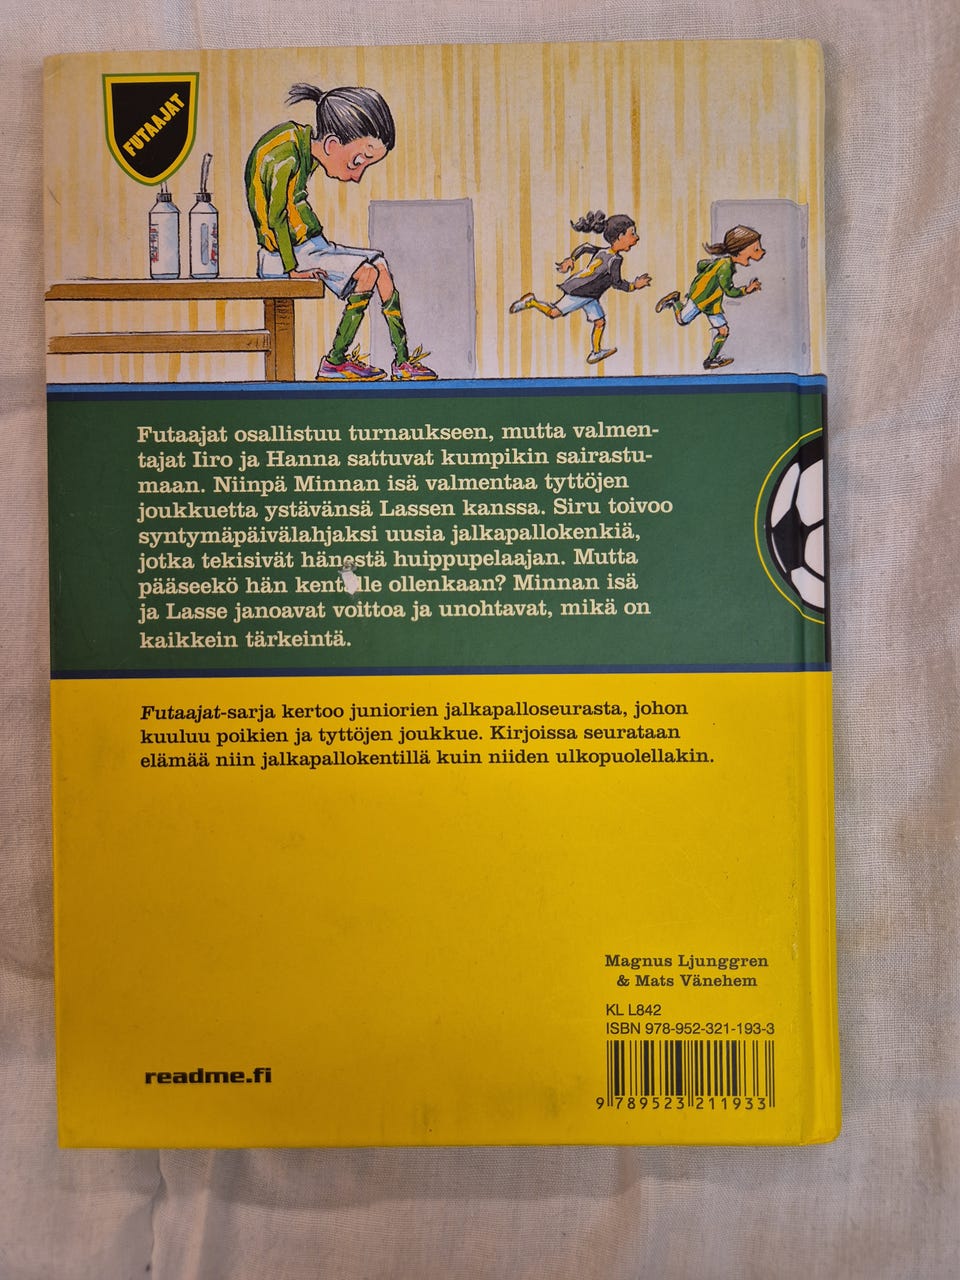 FUTAAJAT
Futaajat osallistuu turnaukseen, mutta valmen-
tajat Iiro ja Hanna sattuvat kumpikin sairastu-
maan. Niinpä Minnan isä valmentaa tyttöjen
joukkuetta ystävänsä Lassen kanssa. Siru toivoo
syntymäpäivälahjaksi uusia jalkapallokenkiä,
jotka tekisivät hänestä huippupelaajan. Mutta
pääseekö hän kentälle ollenkaan? Minnan isä
ja Lasse janoavat voittoa ja unohtavat, mikä on
kaikkein tärkeintä.
Futaajat-sarja kertoo juniorien jalkapalloseurasta, johon
kuuluu poikien ja tyttöjen joukkue. Kirjoissa seurataan
elämää niin jalkapallokentillä kuin niiden ulkopuolellakin.
Magnus Ljunggren
& Mats Vänehem
KL L842
ISBN 978-952-321-193-3
readme.fi
9 789523 211933